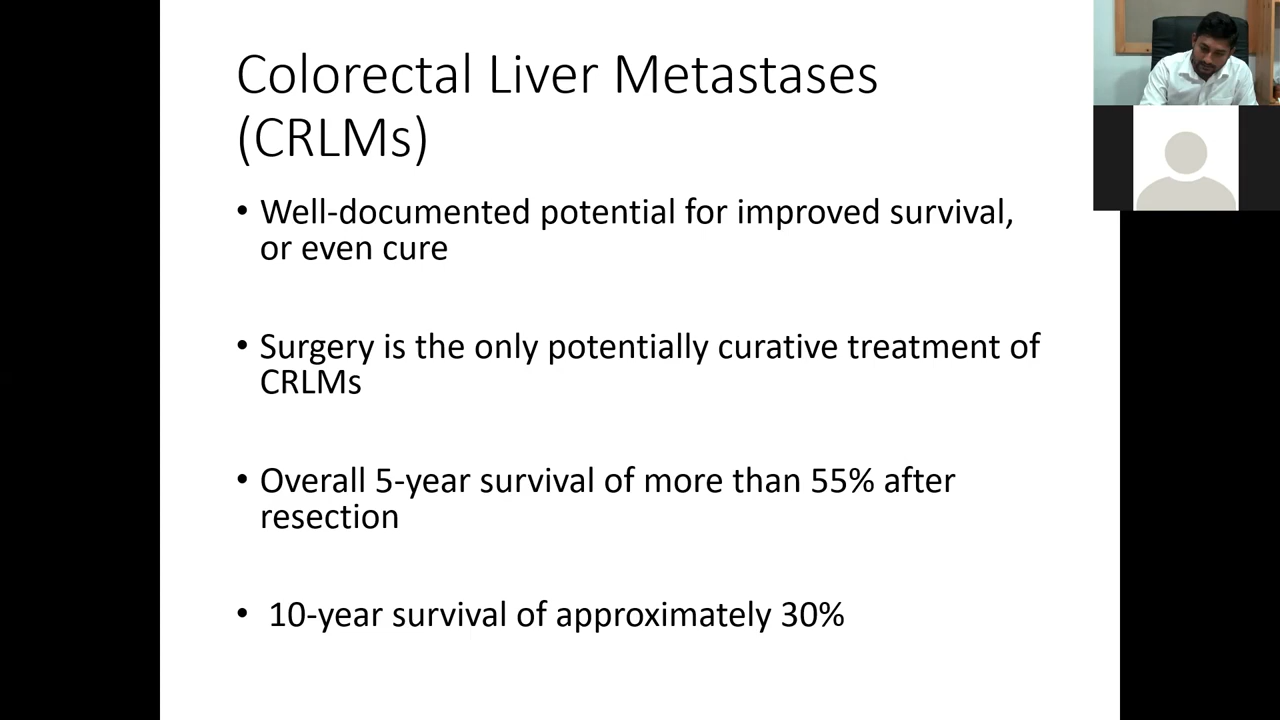 Colorectal Liver Metastases
(CRLMs)
• Well-documented potential for improved survival,
or even cure
• Surgery is the only potentially curative treatment of
CRLMs
• Overall 5-year survival of more than 55% after
resection
• 10-year survival of approximately 30%